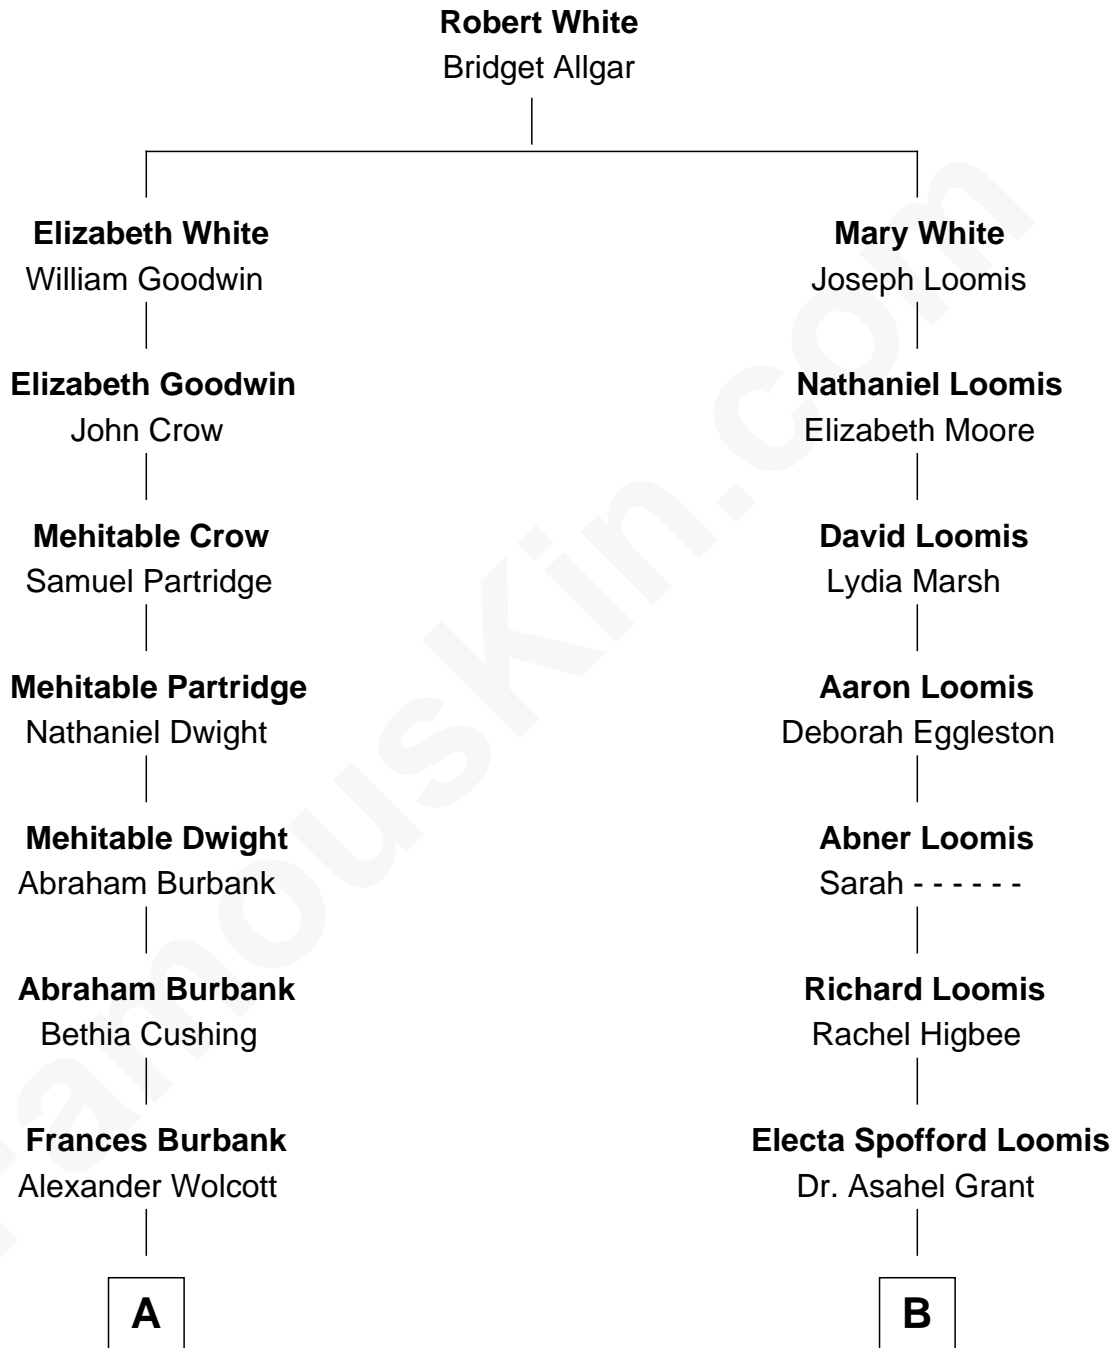 Robert White
Bridget Allgar
Elizabeth White
William Goodwin
Mary White
Joseph Loomis
Elizabeth Goodwin
John Crow
Nathaniel Loomis
Elizabeth Moore
Mehitable Crow
Samuel Partridge
David Loomis
Lydia Marsh
Mehitable Partridge
Nathaniel Dwight
Aaron Loomis
Deborah Eggleston
Mehitable Dwight
Abraham Burbank
Abner Loomis
Sarah - - - - - -
Abraham Burbank
Bethia Cushing
Richard Loomis
Rachel Higbee
Frances Burbank
Alexander Wolcott
Electa Spofford Loomis
Dr. Asahel Grant
A
B
FamousKin.com